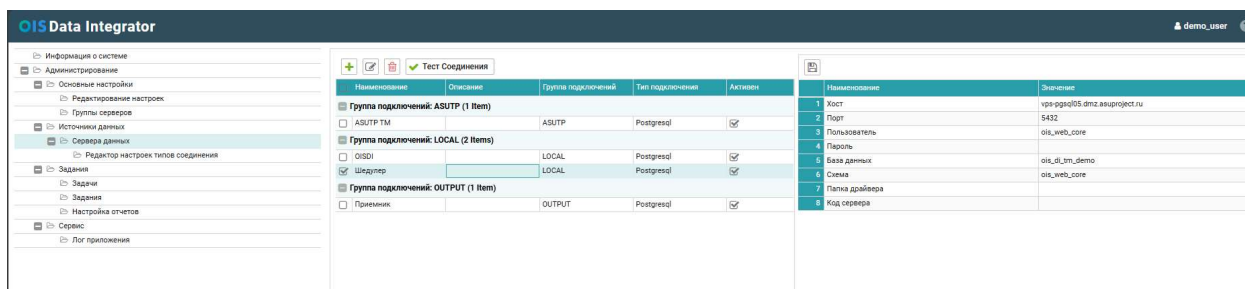 OIS Data Integrator
demo_user
Информация о системе
Администрирование
Основные настройки
Редактирование настроек
Группы серверов
Источники данных
Сервера данных
Редактор настроек типов соединения
Задания
Задачи
Задания
Настройка отчетов
Сервис
Лог приложения
Тест Соединения
Наименование Описание Группа подключений Тип подключения Активен
Группа подключений: ASUTP (1 Item)
ASUTP TM ASUTP Postgresql
Группа подключений: LOCAL (2 Items)
OISDI LOCAL Postgresql
Шедулер LOCAL Postgresql
Группа подключений: OUTPUT (1 Item)
Приемник OUTPUT Postgresql
Наименование Значение
1 Хост vps-pgsql05.dmz.asuproject.ru
2 Порт 5432
3 Пользователь ois_web_core
4 Пароль
5 База данных ois_di_tm_demo
6 Схема ois_web_core
7 Папка драйвера
8 Код сервера